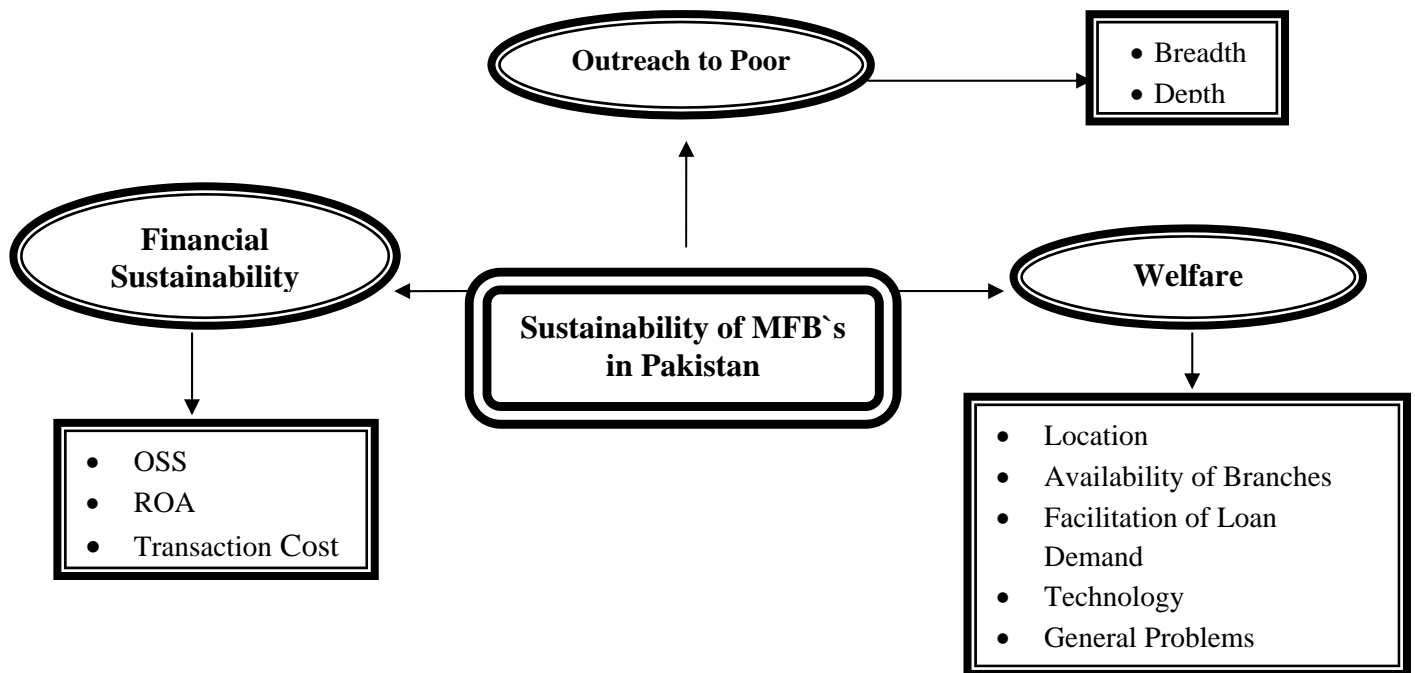 Outreach to Poor
• Breadth
• Depth
Financial
Sustainability
Welfare
Sustainability of MFB`s
in Pakistan
• OSS
• ROA
• Transaction Cost
• Location
• Availability of Branches
• Facilitation of Loan
Demand
• Technology
• General Problems